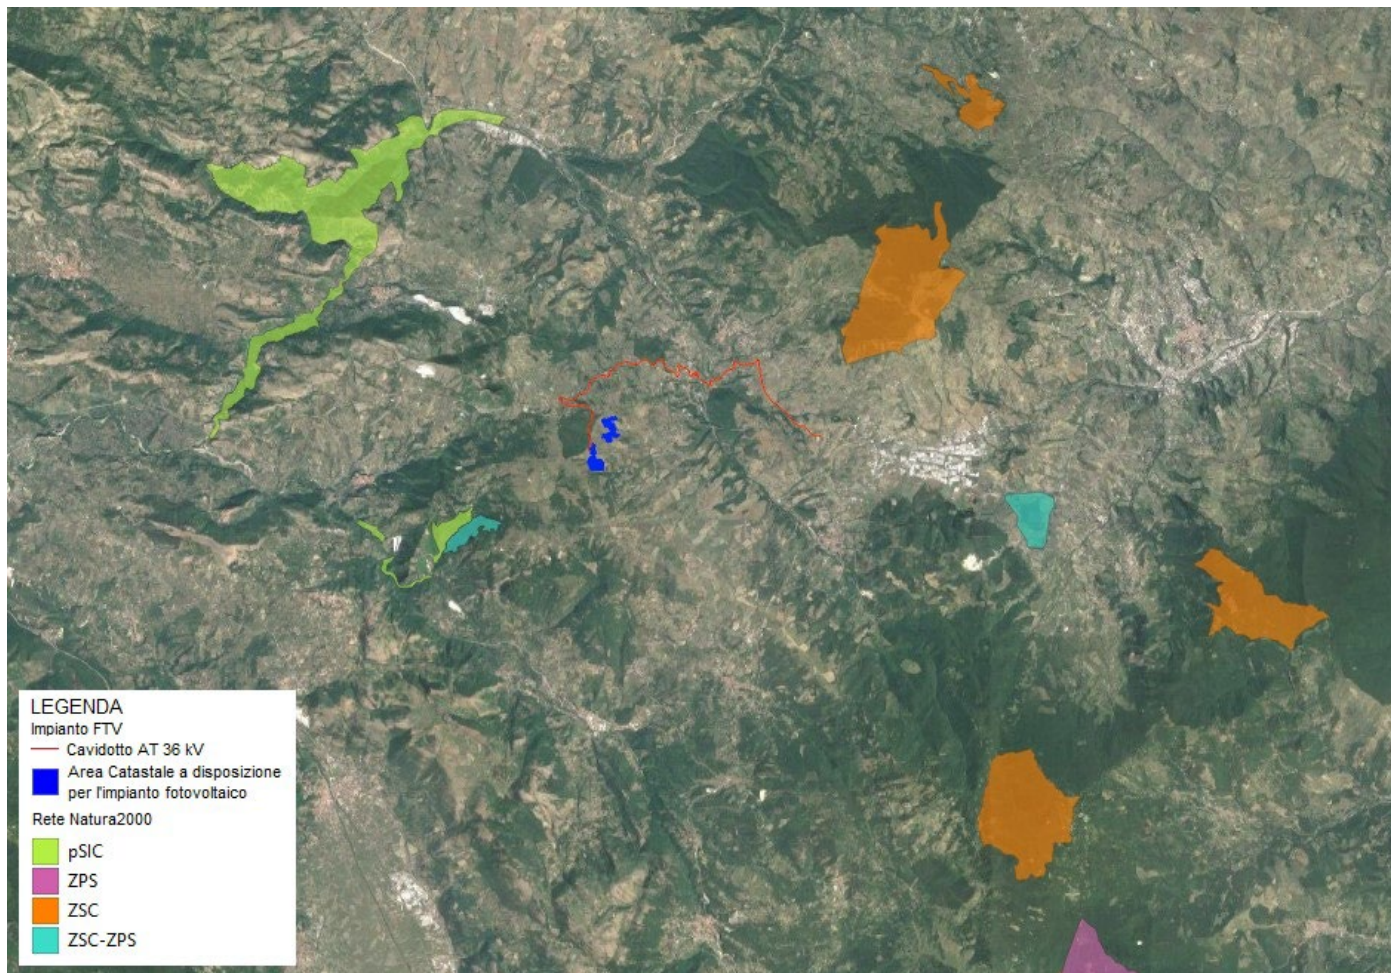 LEGENDA
Impianto FTV
Cavidotto AT 36 kV
Area Catastale a disposizione
per l'impianto fotovoltaico
Rete Natura2000
pSIC
ZPS
ZSC
ZSC-ZPS